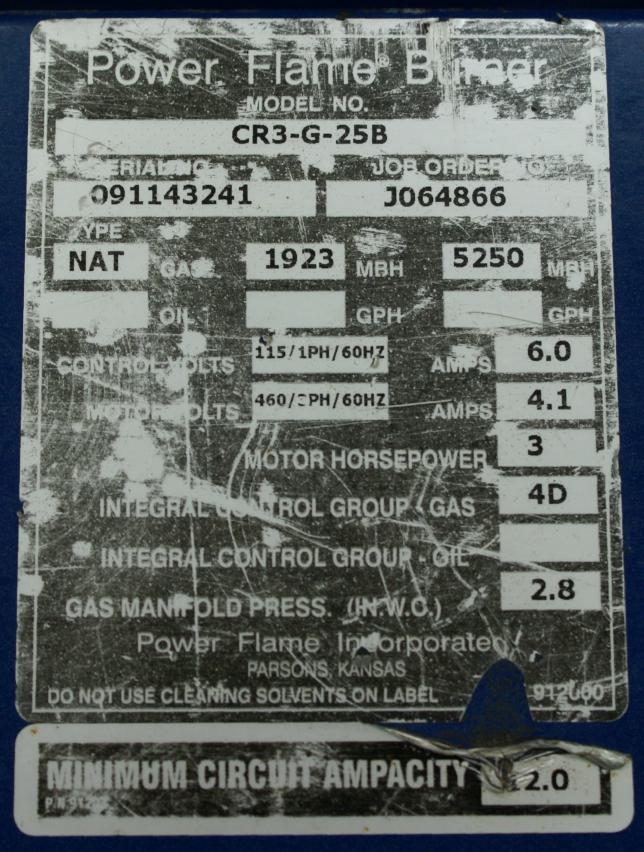 Power Flame® Burner
MODEL NO.
CR3-G-25B
SERIAL NO. JOB ORDER NO
091143241 J064866
TYPE
NAT GAS 1923 MBH 5250 MBH
OIL GPH GPH
CONTROL VOLTS 115/1PH/60HZ AMPS 6.0
MOTOR VOLTS 460/3PH/60HZ AMPS 4.1
MOTOR HORSEPOWER 3
INTEGRAL CONTROL GROUP - GAS 4D
INTEGRAL CONTROL GROUP - OIL
GAS MANIFOLD PRESS. (IN.W.C.) 2.8
Power Flame Incorporated
PARSONS, KANSAS
DO NOT USE CLEANING SOLVENTS ON LABEL
MINIMUM CIRCUIT AMPACITY
P.N.